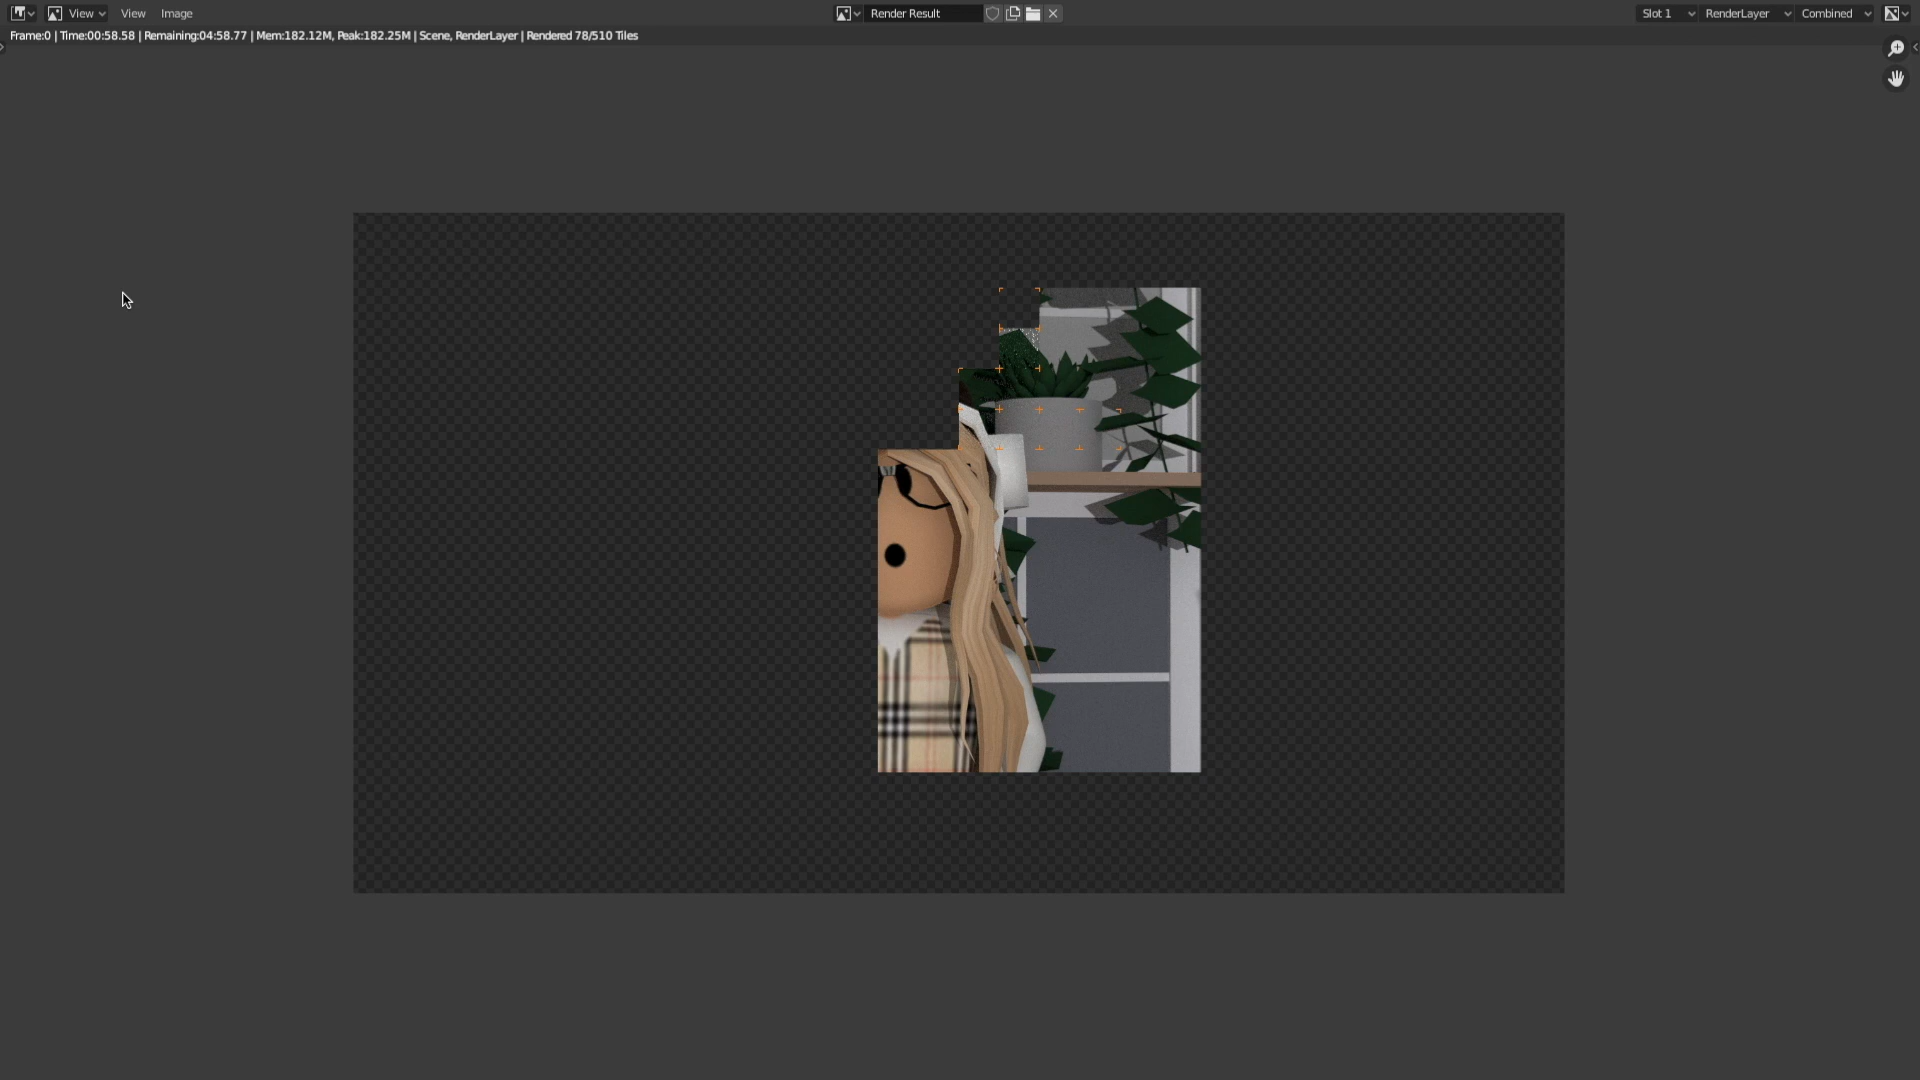 View View Image Render Result Slot 1 RenderLayer Combined
Frame:0 | Time:00:58.58 | Remaining:04:58.77 | Mem:182.12M, Peak:182.25M | Scene, RenderLayer | Rendered 78/510 Tiles